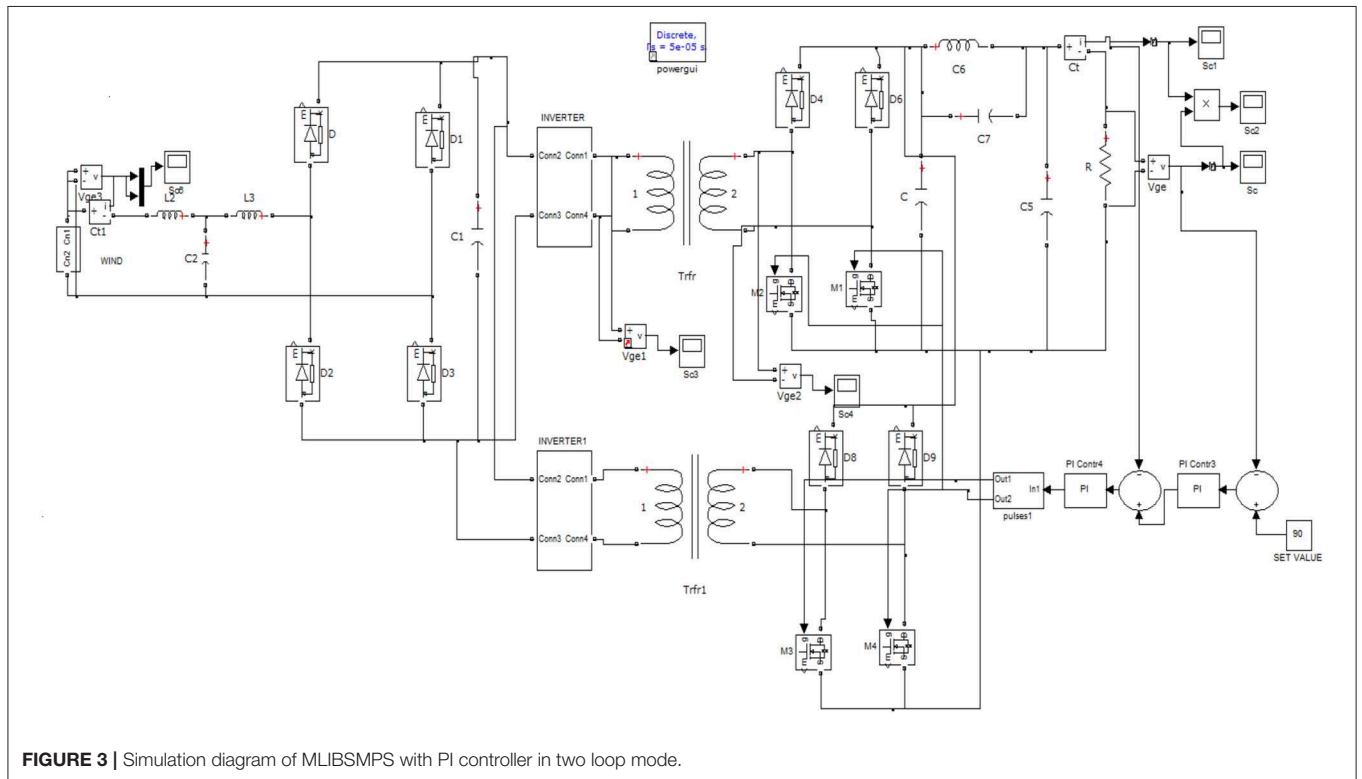 Discrete,
Ts = 5e-05 s.
powergui
C6
C7
Ct
i
Sc1
X
Sc2
Sc
Vge
v
R
C
C5
D4
D6
M2
M1
INVERTER
Conn2 Conn1
Conn3 Conn4
1
2
Trfr
Vge1
v
Sc3
Vge2
v
Sc4
D
D1
D2
D3
C1
Vge3
v
Sc6
Ct1
i
L2
L3
C2
Cn2 Cn1
WIND
INVERTER1
Conn2 Conn1
Conn3 Conn4
1
2
Trfr1
D8
D9
M3
M4
Out1
Out2
In1
pulses1
PI Contr4
PI
PI Contr3
PI
90
SET VALUE
FIGURE 3 | Simulation diagram of MLIBSMPS with PI controller in two loop mode.